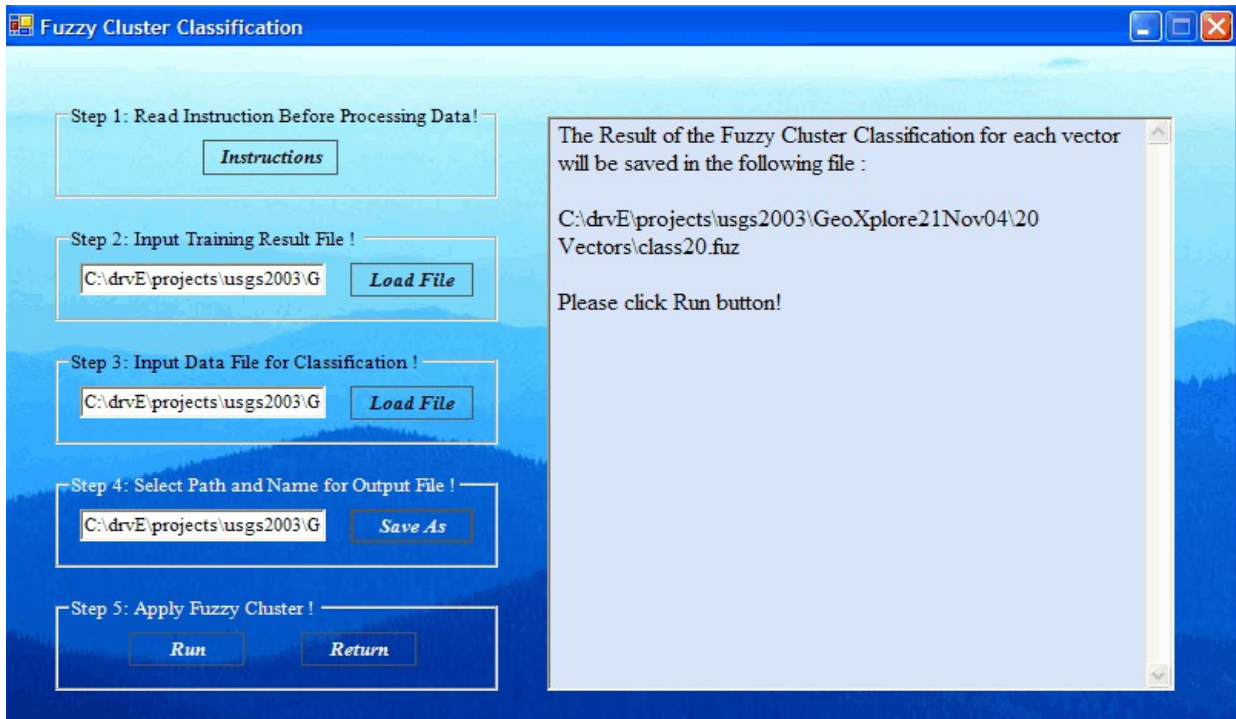 Fuzzy Cluster Classification
Step 1: Read Instruction Before Processing Data!
Instructions
Step 2: Input Training Result File !
C:\drvE\projects\usgs2003\G
Load File
Step 3: Input Data File for Classification !
C:\drvE\projects\usgs2003\G
Load File
Step 4: Select Path and Name for Output File !
C:\drvE\projects\usgs2003\G
Save As
Step 5: Apply Fuzzy Cluster !
Run
Return
The Result of the Fuzzy Cluster Classification for each vector
will be saved in the following file :
C:\drvE\projects\usgs2003\GeoXplore21Nov04\20
Vectors\class20.fuz
Please click Run button!